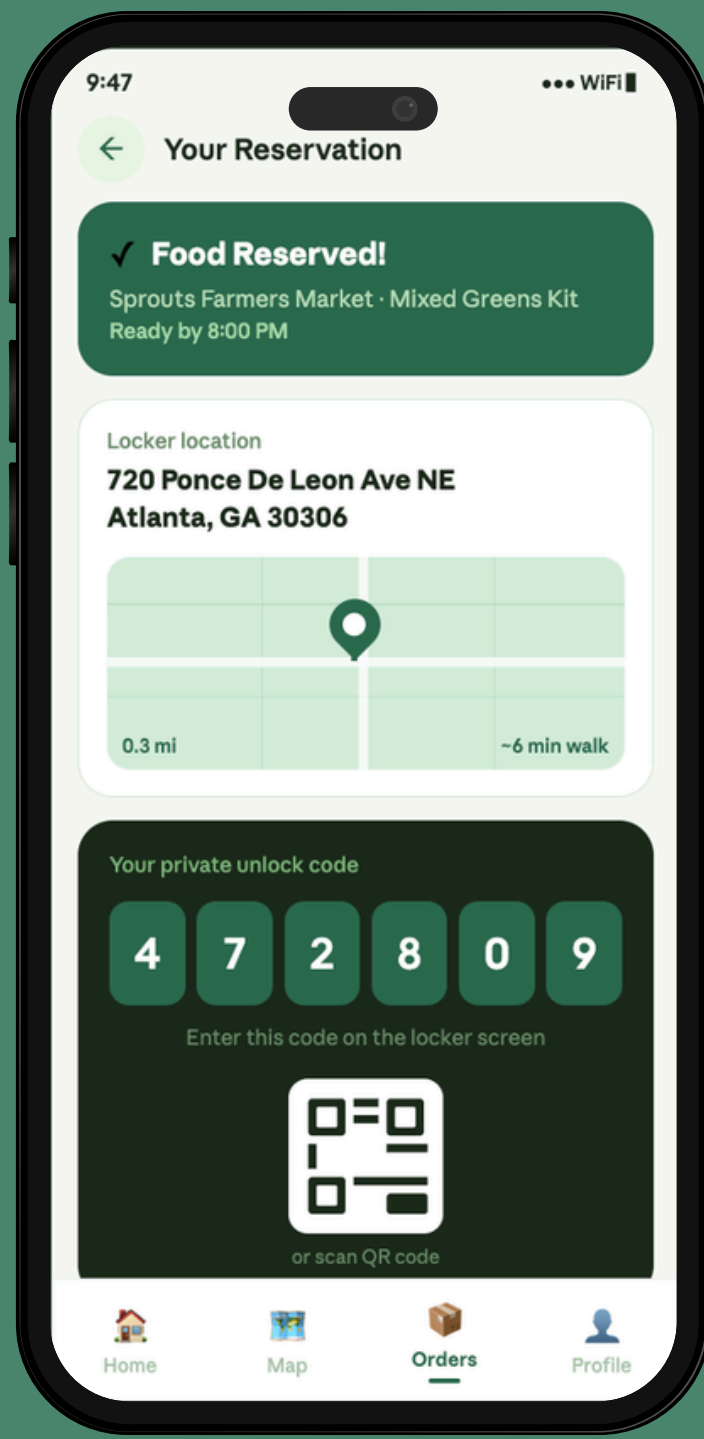 9:47
●●● WiFi▮
← Your Reservation
✓ Food Reserved!
Sprouts Farmers Market · Mixed Greens Kit
Ready by 8:00 PM
Locker location
720 Ponce De Leon Ave NE
Atlanta, GA 30306
0.3 mi
~6 min walk
Your private unlock code
4 7 2 8 0 9
Enter this code on the locker screen
or scan QR code
Home Map Orders Profile